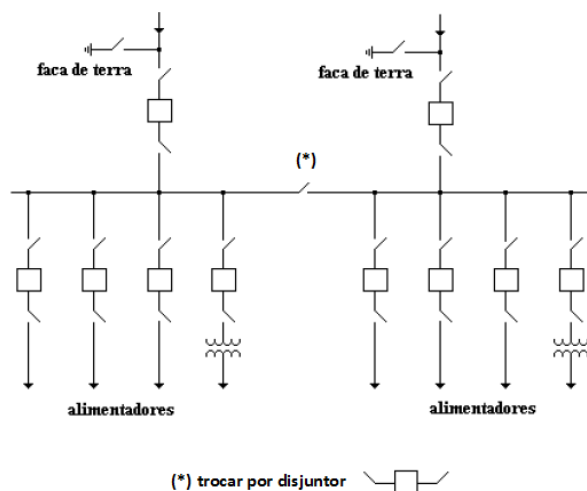 faca de terra
faca de terra
(*)
alimentadores
alimentadores
(*) trocar por disjuntor